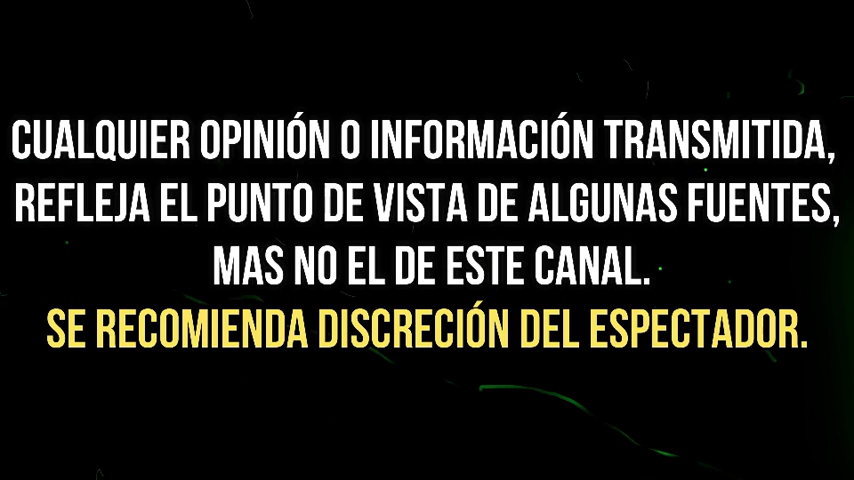 CUALQUIER OPINIÓN O INFORMACIÓN TRANSMITIDA,
REFLEJA EL PUNTO DE VISTA DE ALGUNAS FUENTES,
MAS NO EL DE ESTE CANAL.
SE RECOMIENDA DISCRECIÓN DEL ESPECTADOR.